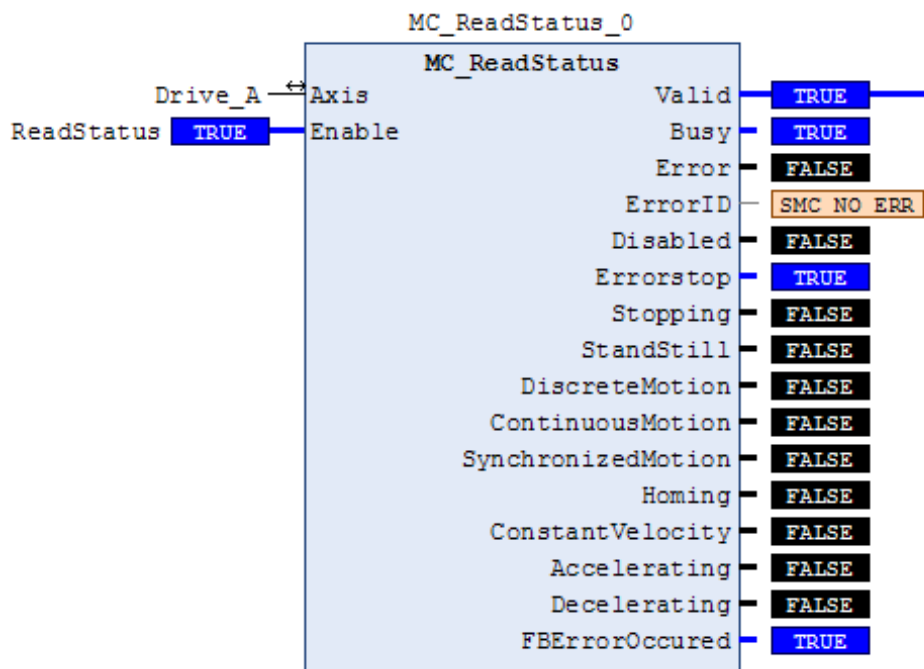 MC_ReadStatus_0
MC_ReadStatus
Drive_A Axis Valid TRUE
ReadStatus TRUE Enable Busy TRUE
Error FALSE
ErrorID SMC NO ERR
Disabled FALSE
Errorstop TRUE
Stopping FALSE
StandStill FALSE
DiscreteMotion FALSE
ContinuousMotion FALSE
SynchronizedMotion FALSE
Homing FALSE
ConstantVelocity FALSE
Accelerating FALSE
Decelerating FALSE
FBErrorOccured TRUE